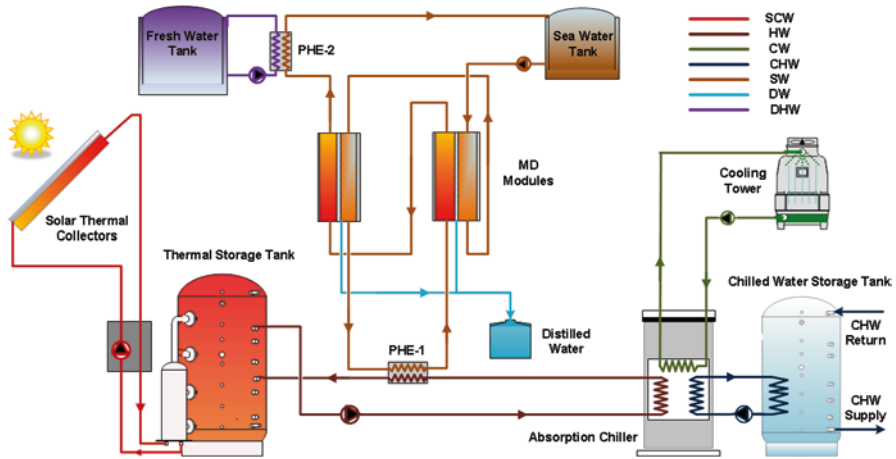 Fresh Water
Tank
PHE-2
Sea Water
Tank
SCW
HW
CW
CHW
SW
DW
DHW
MD
Modules
Cooling
Tower
Solar Thermal
Collectors
Thermal Storage Tank
Chilled Water Storage Tank
Distilled
Water
PHE-1
CHW
Return
CHW
Supply
Absorption Chiller